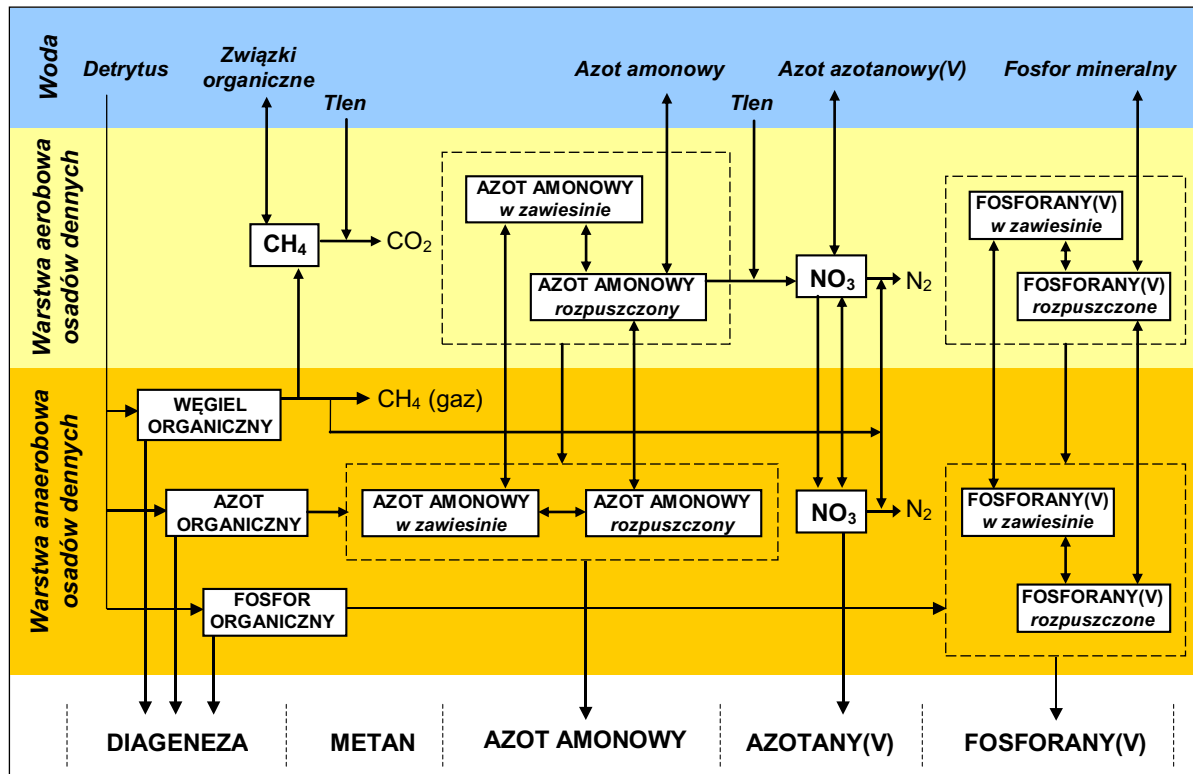 Woda
Detrytus
Związki
organiczne
Tlen
Azot amonowy
Tlen
Azot azotanowy(V)
Fosfor mineralny
Warstwa aerobowa
osadów dennych
CH4
CO2
AZOT AMONOWY
w zawiesinie
AZOT AMONOWY
rozpuszczony
NO3
N2
FOSFORANY(V)
w zawiesinie
FOSFORANY(V)
rozpuszczone
Warstwa anaerobowa
osadów dennych
WĘGIEL
ORGANICZNY
CH4 (gaz)
AZOT
ORGANICZNY
AZOT AMONOWY
w zawiesinie
AZOT AMONOWY
rozpuszczony
NO3
N2
FOSFORANY(V)
w zawiesinie
FOSFOR
ORGANICZNY
FOSFORANY(V)
rozpuszczone
DIAGENEZA
METAN
AZOT AMONOWY
AZOTANY(V)
FOSFORANY(V)